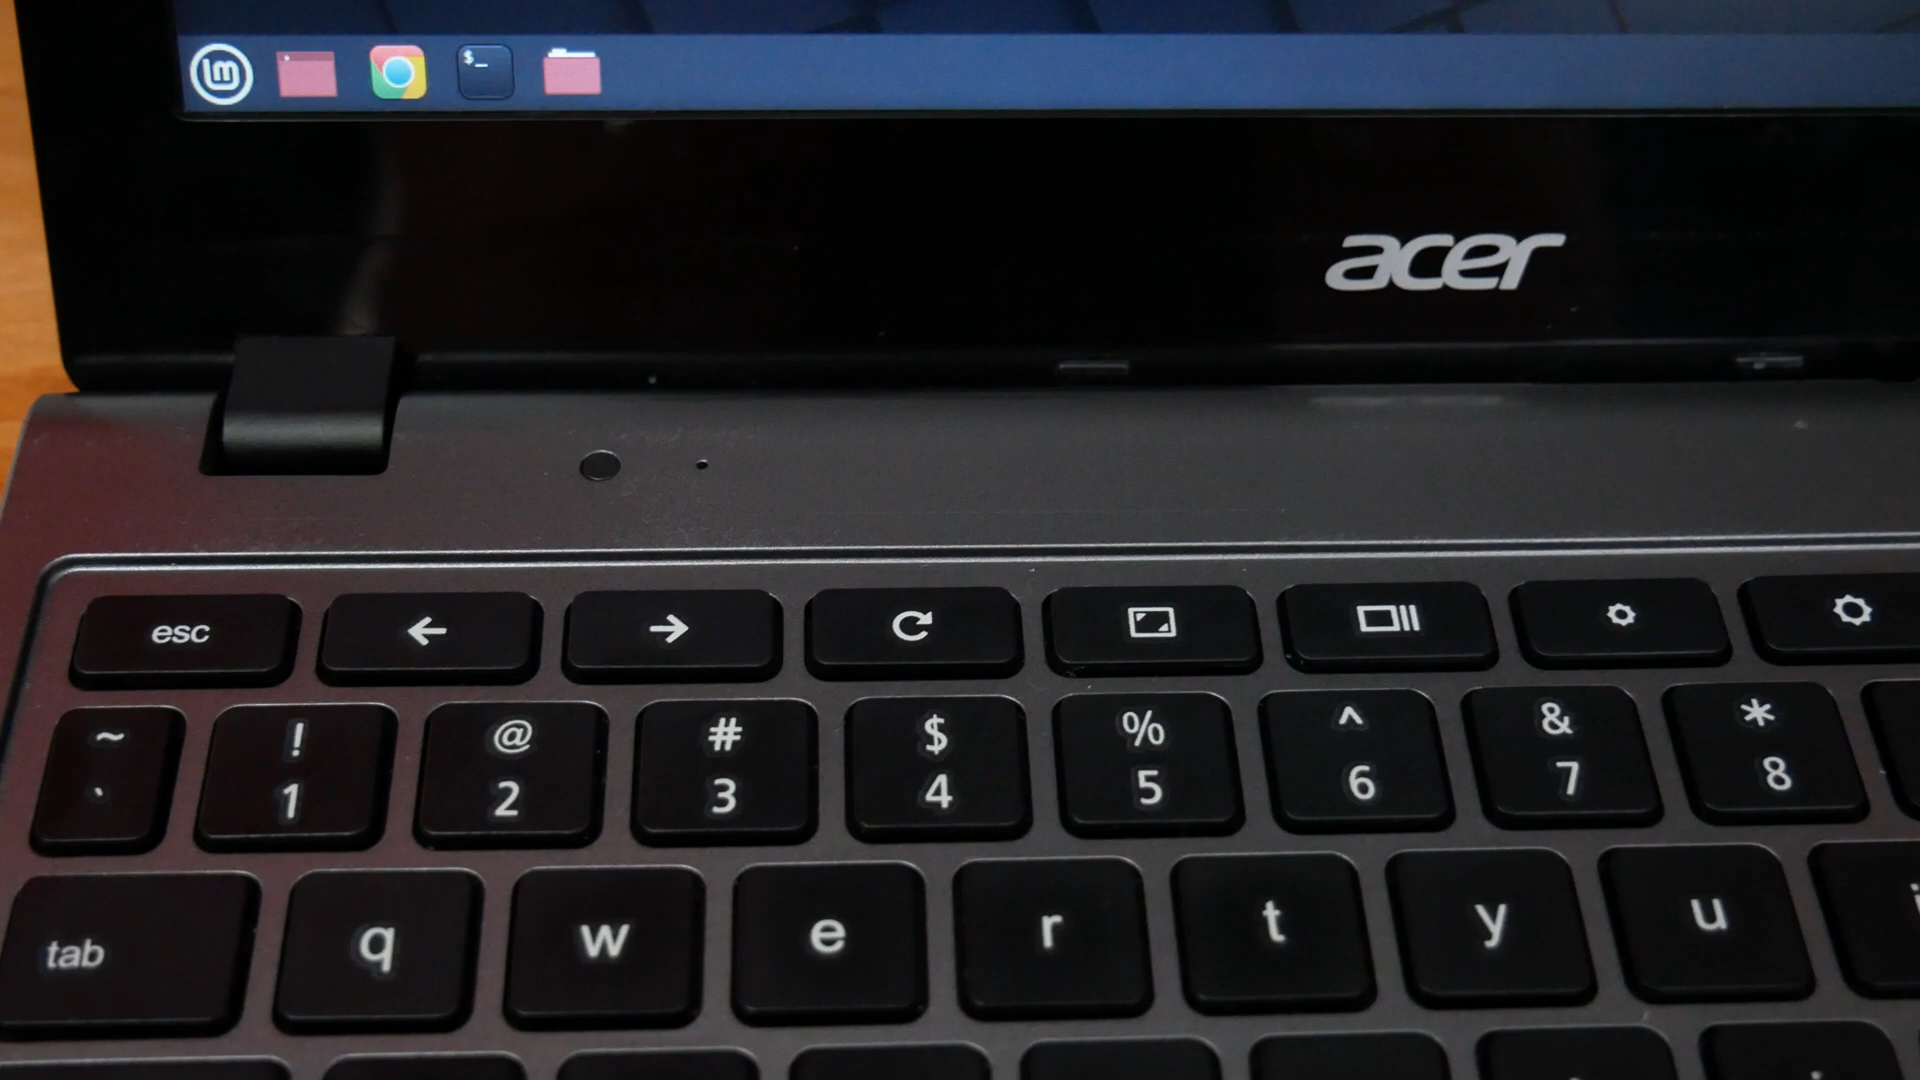 $_
acer
esc
~ ! @ # $ % ^ & *
` 1 2 3 4 5 6 7 8
tab q w e r t y u